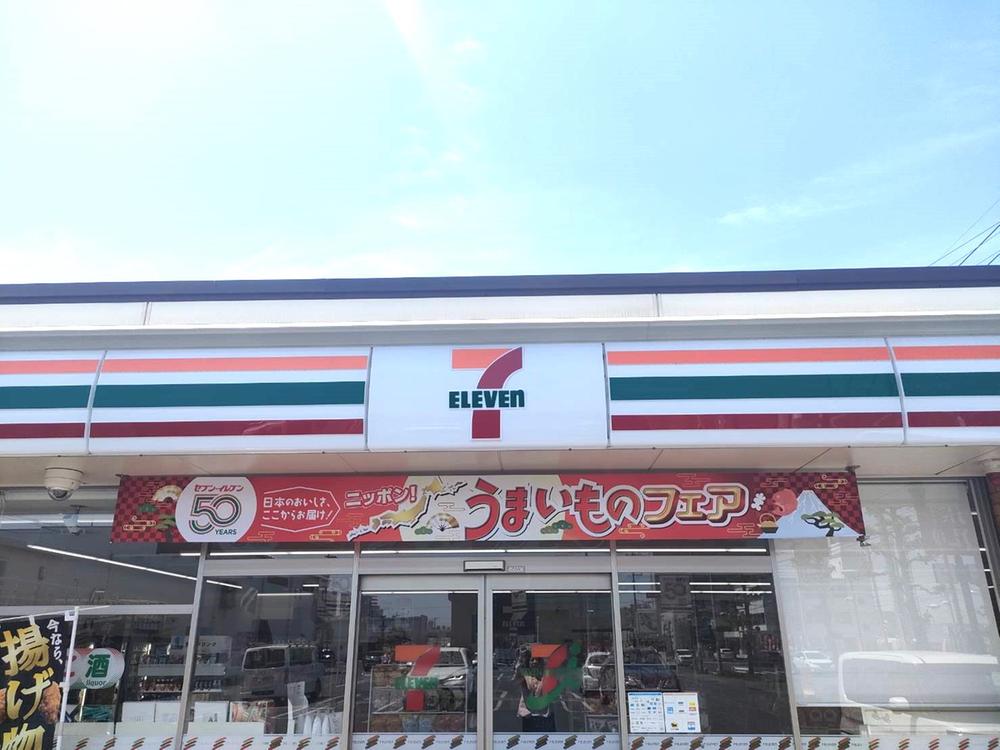 7
ELEVEn
セブン-イレブン
50
YEARS
日本のおいしさ、
ここからお届け!
ニッポン!
うまいものフェア
今なら、
揚げ物
酒
liquor
ELEVEn